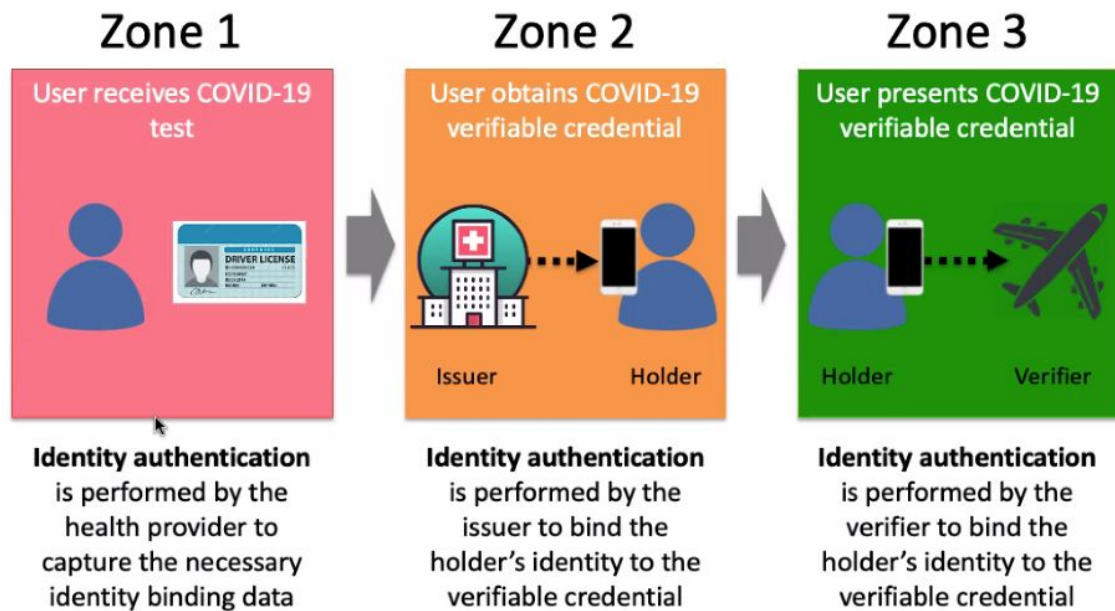 Zone 1
User receives COVID-19
test
DRIVER LICENSE
Identity authentication
is performed by the
health provider to
capture the necessary
identity binding data
Zone 2
User obtains COVID-19
verifiable credential
Issuer
Holder
Identity authentication
is performed by the
issuer to bind the
holder's identity to the
verifiable credential
Zone 3
User presents COVID-19
verifiable credential
Holder
Verifier
Identity authentication
is performed by the
verifier to bind the
holder's identity to the
verifiable credential